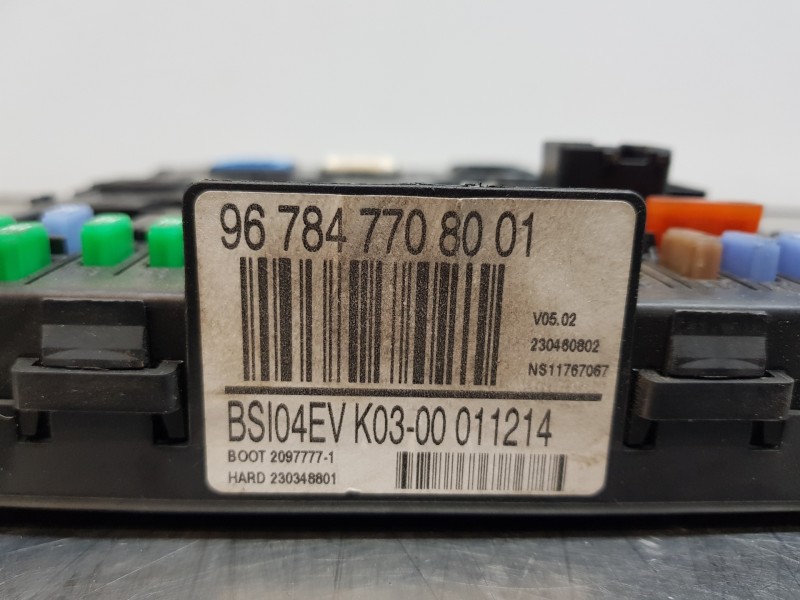 96 784 770 80 01
V05.02
230460802
NS11767067
BSI04EV K03-00 011214
BOOT 2097777-1
HARD 230348801